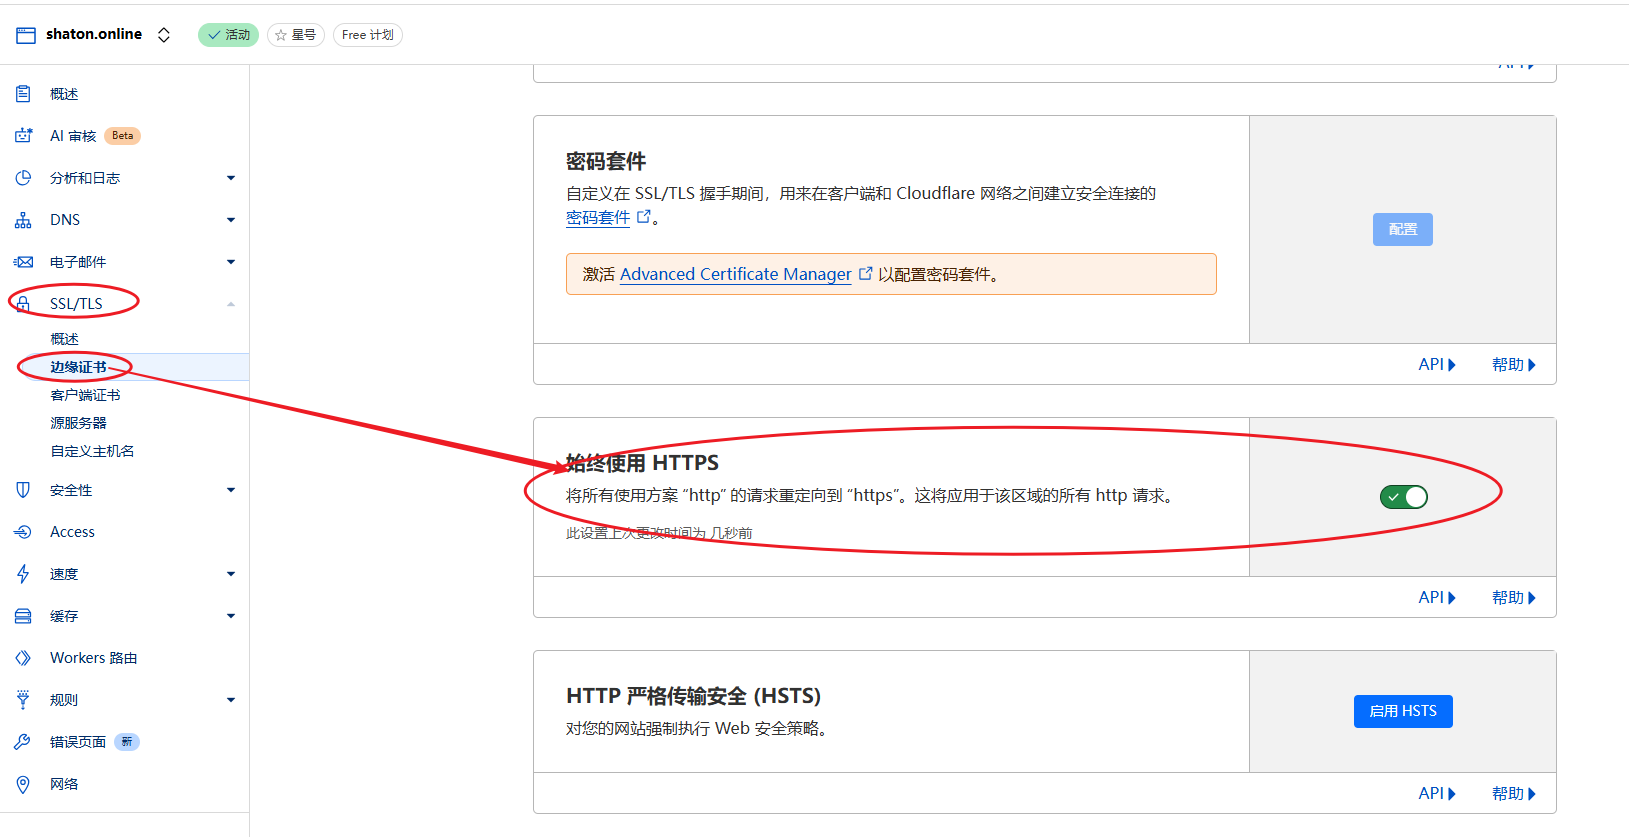 shaton.online
活动
星号
Free 计划
概述
AI 审核
Beta
分析和日志
DNS
电子邮件
SSL/TLS
概述
边缘证书
客户端证书
源服务器
自定义主机名
安全性
Access
速度
缓存
Workers 路由
规则
错误页面
新
网络
API
密码套件
自定义在 SSL/TLS 握手期间，用来在客户端和 Cloudflare 网络之间建立安全连接的
密码套件。
激活 Advanced Certificate Manager 以配置密码套件。
配置
API
帮助
始终使用 HTTPS
将所有使用方案 “http” 的请求重定向到 “https”。这将应用于该区域的所有 http 请求。
此设置上次更改时间为 几秒前
API
帮助
HTTP 严格传输安全 (HSTS)
对您的网站强制执行 Web 安全策略。
启用 HSTS
API
帮助